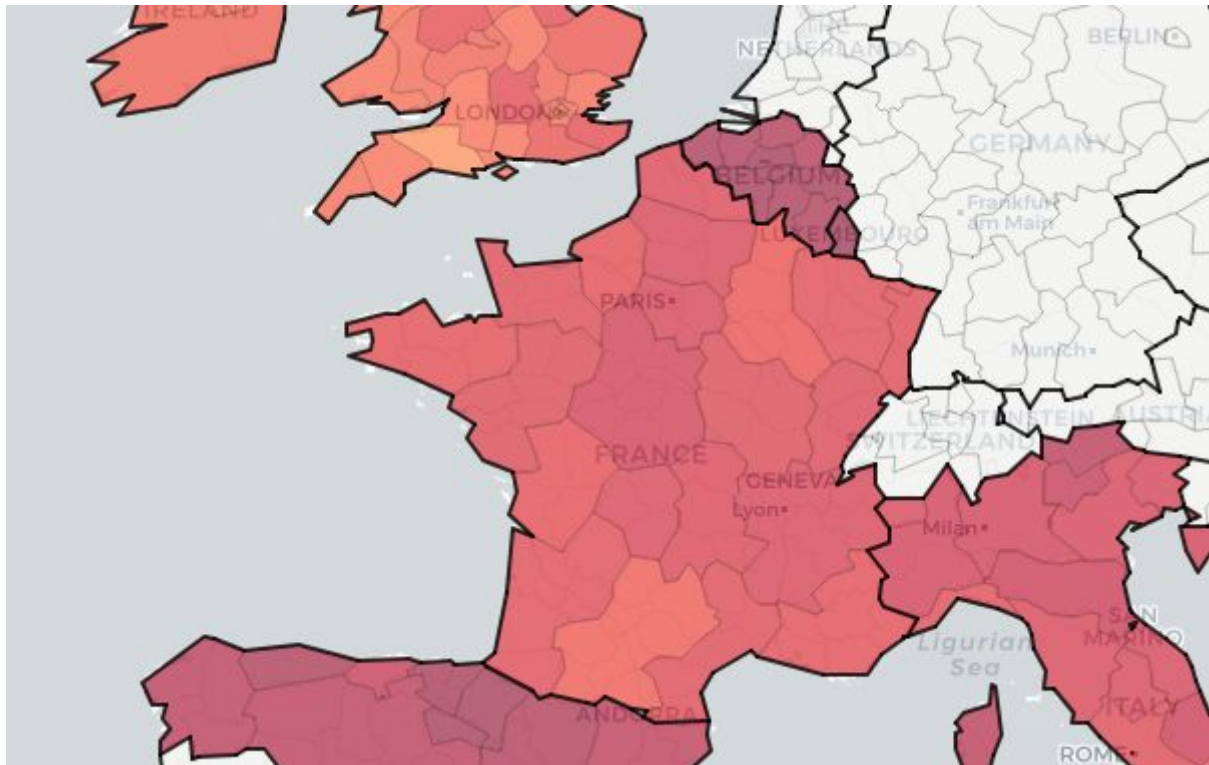 IRELAND
THE
NETHERLANDS
BERLIN
LONDON
GERMANY
BELGIUM
Frankfurt
am Main
LUXEMBOURG
PARIS
Munich
LIECHTENSTEIN
AUSTRIA
SWITZERLAND
FRANCE
GENEVA
Lyon
Milan
SAN
MARINO
Ligurian
Sea
ANDORRA
ITALY
ROME